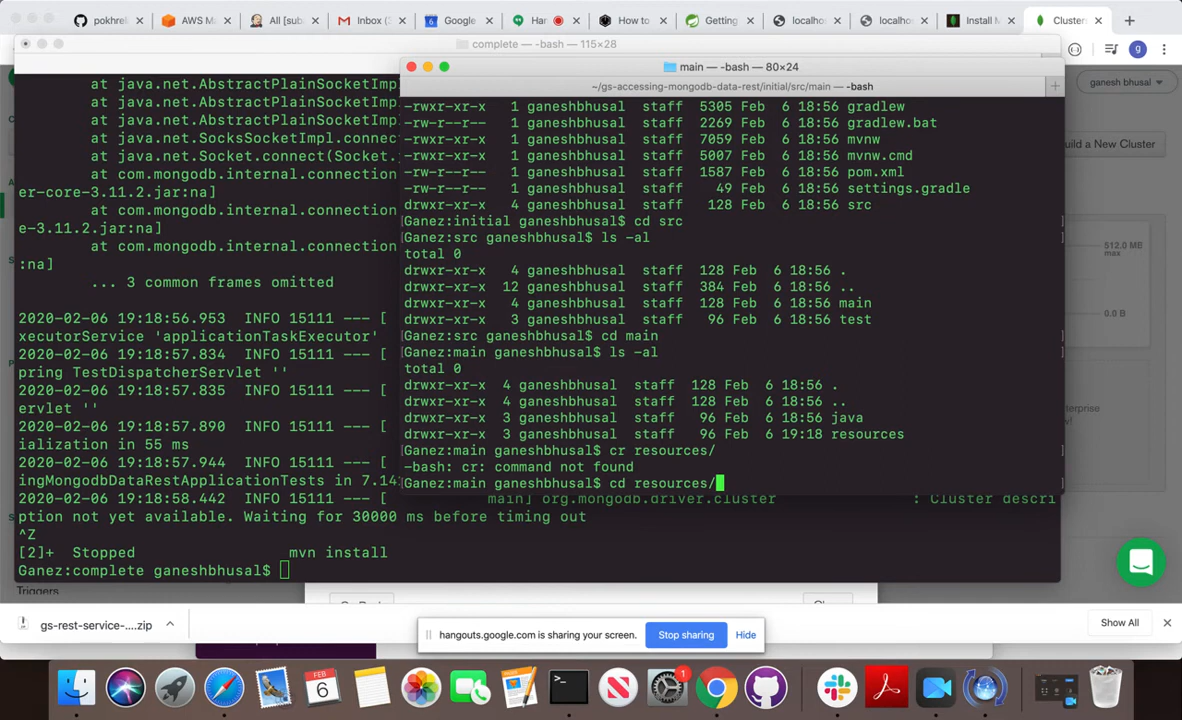 pokhrel
AWS M
All [sub
Inbox (3
Google
Han
How to
Getting
localhos
localhos
Install M
Clusters
complete — -bash — 115×28
main — -bash — 80×24
~/gs-accessing-mongodb-data-rest/initial/src/main — -bash
ganesh bhusal
uild a New Cluster
512.0 MB
max
0.0 B
erprise
at java.net.AbstractPlainSocketImpl.
at java.net.AbstractPlainSocketImpl.
at java.net.AbstractPlainSocketImpl.
at java.net.SocksSocketImpl.connect
at java.net.Socket.connect(Socket.
at com.mongodb.internal.connection
er-core-3.11.2.jar:na]
at com.mongodb.internal.connection
e-3.11.2.jar:na]
at com.mongodb.internal.connection
:na]
... 3 common frames omitted
2020-02-06 19:18:56.953  INFO 15111 --- [
xecutorService 'applicationTaskExecutor'
2020-02-06 19:18:57.834  INFO 15111 --- [
pring TestDispatcherServlet ''
2020-02-06 19:18:57.835  INFO 15111 --- [
ervlet ''
2020-02-06 19:18:57.890  INFO 15111 --- [
ialization in 55 ms
2020-02-06 19:18:57.944  INFO 15111 --- [
ingMongodbDataRestApplicationTests in 7.14
2020-02-06 19:18:58.442  INFO 15111 --- [           main] org.mongodb.driver.cluster               : Cluster descri
ption not yet available. Waiting for 30000 ms before timing out
^Z
[2]+  Stopped                 mvn install
Ganez:complete ganeshbhusal$
-rwxr-xr-x   1 ganeshbhusal  staff  5305 Feb  6 18:56 gradlew
-rw-r--r--   1 ganeshbhusal  staff  2269 Feb  6 18:56 gradlew.bat
-rwxr-xr-x   1 ganeshbhusal  staff  7059 Feb  6 18:56 mvnw
-rwxr-xr-x   1 ganeshbhusal  staff  5007 Feb  6 18:56 mvnw.cmd
-rw-r--r--   1 ganeshbhusal  staff  1587 Feb  6 18:56 pom.xml
-rw-r--r--   1 ganeshbhusal  staff    49 Feb  6 18:56 settings.gradle
drwxr-xr-x   4 ganeshbhusal  staff   128 Feb  6 18:56 src
[Ganez:initial ganeshbhusal$ cd src ]
[Ganez:src ganeshbhusal$ ls -al ]
total 0
drwxr-xr-x   4 ganeshbhusal  staff  128 Feb  6 18:56 .
drwxr-xr-x  12 ganeshbhusal  staff  384 Feb  6 18:56 ..
drwxr-xr-x   4 ganeshbhusal  staff  128 Feb  6 18:56 main
drwxr-xr-x   3 ganeshbhusal  staff   96 Feb  6 18:56 test
[Ganez:src ganeshbhusal$ cd main ]
[Ganez:main ganeshbhusal$ ls -al ]
total 0
drwxr-xr-x  4 ganeshbhusal  staff  128 Feb  6 18:56 .
drwxr-xr-x  4 ganeshbhusal  staff  128 Feb  6 18:56 ..
drwxr-xr-x  3 ganeshbhusal  staff   96 Feb  6 18:56 java
drwxr-xr-x  3 ganeshbhusal  staff   96 Feb  6 19:18 resources
[Ganez:main ganeshbhusal$ cr resources/ ]
-bash: cr: command not found
[Ganez:main ganeshbhusal$ cd resources/ ]
Triggers
gs-rest-service-....zip
Show All
hangouts.google.com is sharing your screen.
Stop sharing
Hide
FEB
6
1